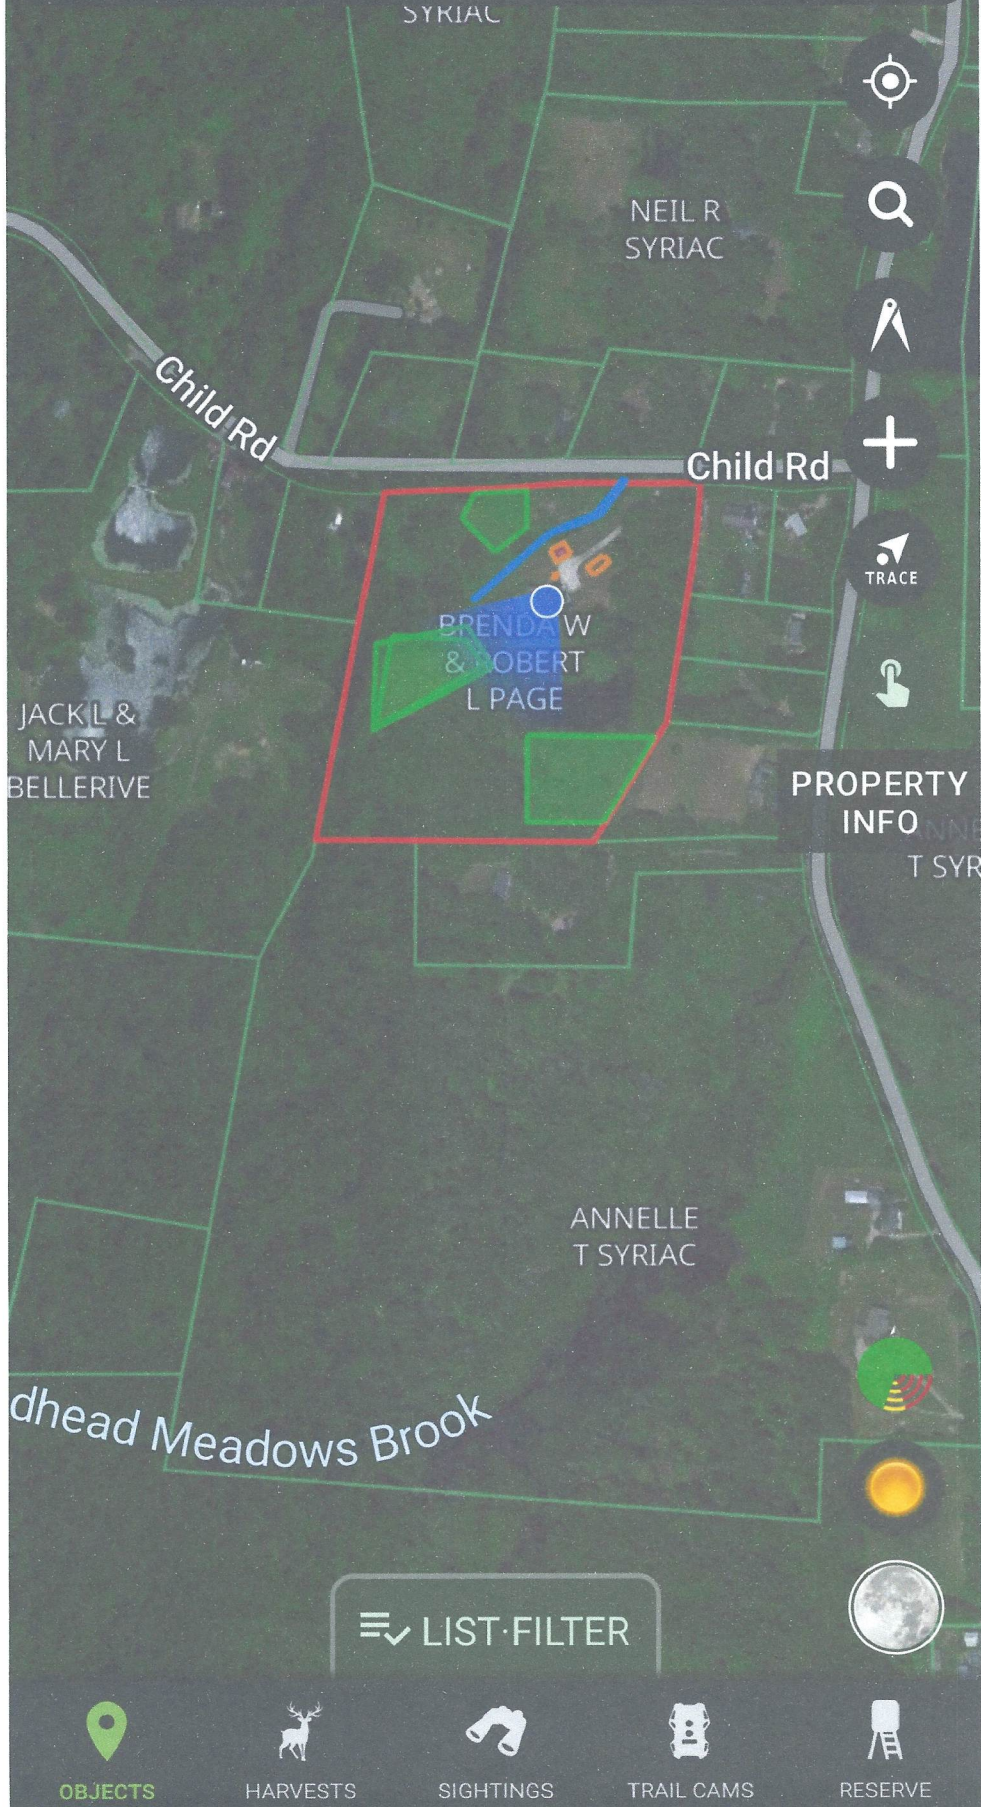 SYRIAC
NEIL R
SYRIAC
Child Rd
Child Rd
TRACE
BRENDA W
& ROBERT
L PAGE
JACK L &
MARY L
BELLERIVE
PROPERTY
INFO
ANNE
T SYR
ANNELLE
T SYRIAC
dhead Meadows Brook
LIST·FILTER
OBJECTS
HARVESTS
SIGHTINGS
TRAIL CAMS
RESERVE